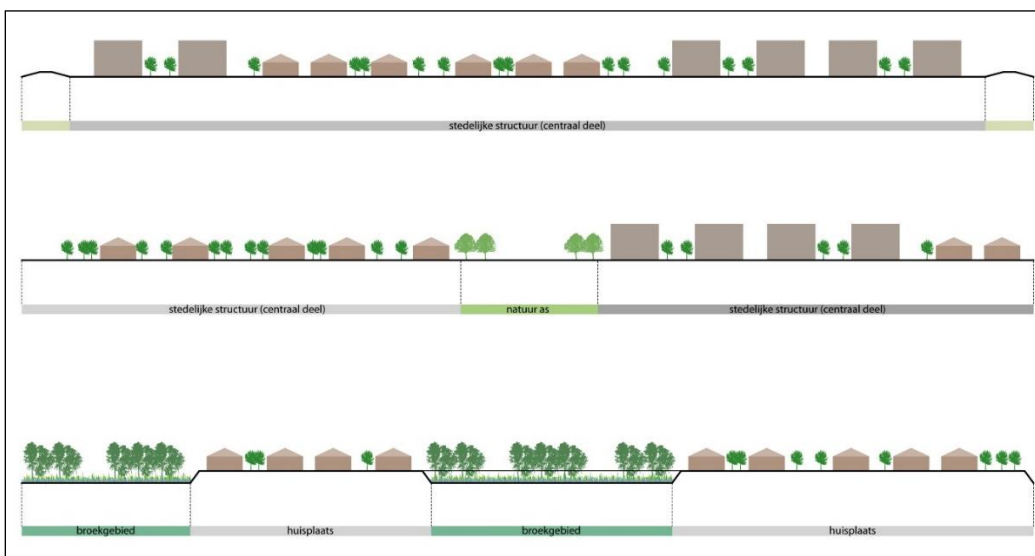 stedelijke structuur (centraal deel)
stedelijke structuur (centraal deel) natuur as stedelijke structuur (centraal deel)
broekgebied huisplaats broekgebied huisplaats